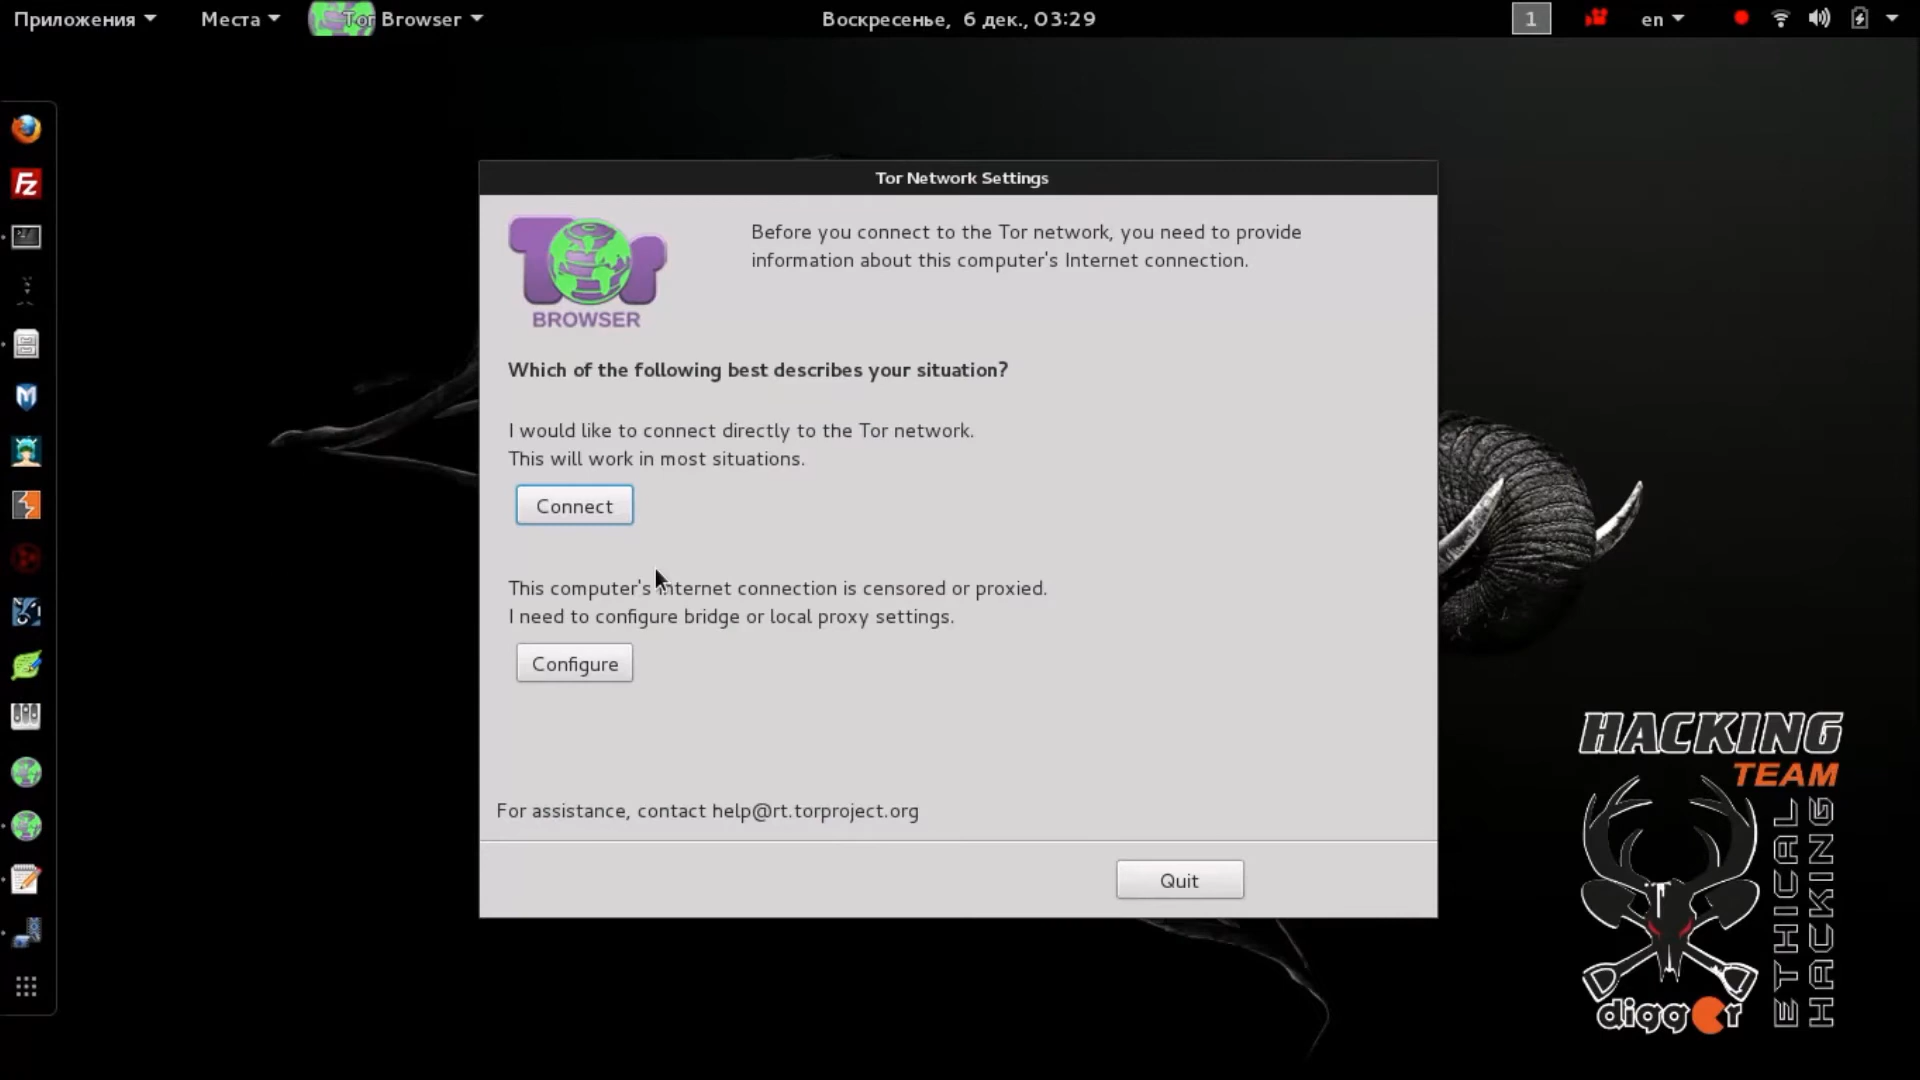 Приложения
Места
Tor Browser
Воскресенье, 6 дек., 03:29
1
en
Tor Network Settings
Tor
BROWSER
Before you connect to the Tor network, you need to provide
information about this computer's Internet connection.
Which of the following best describes your situation?
I would like to connect directly to the Tor network.
This will work in most situations.
Connect
This computer's Internet connection is censored or proxied.
I need to configure bridge or local proxy settings.
Configure
For assistance, contact help@rt.torproject.org
Quit
HACKING
TEAM
ETHICAL
HACKING
digger